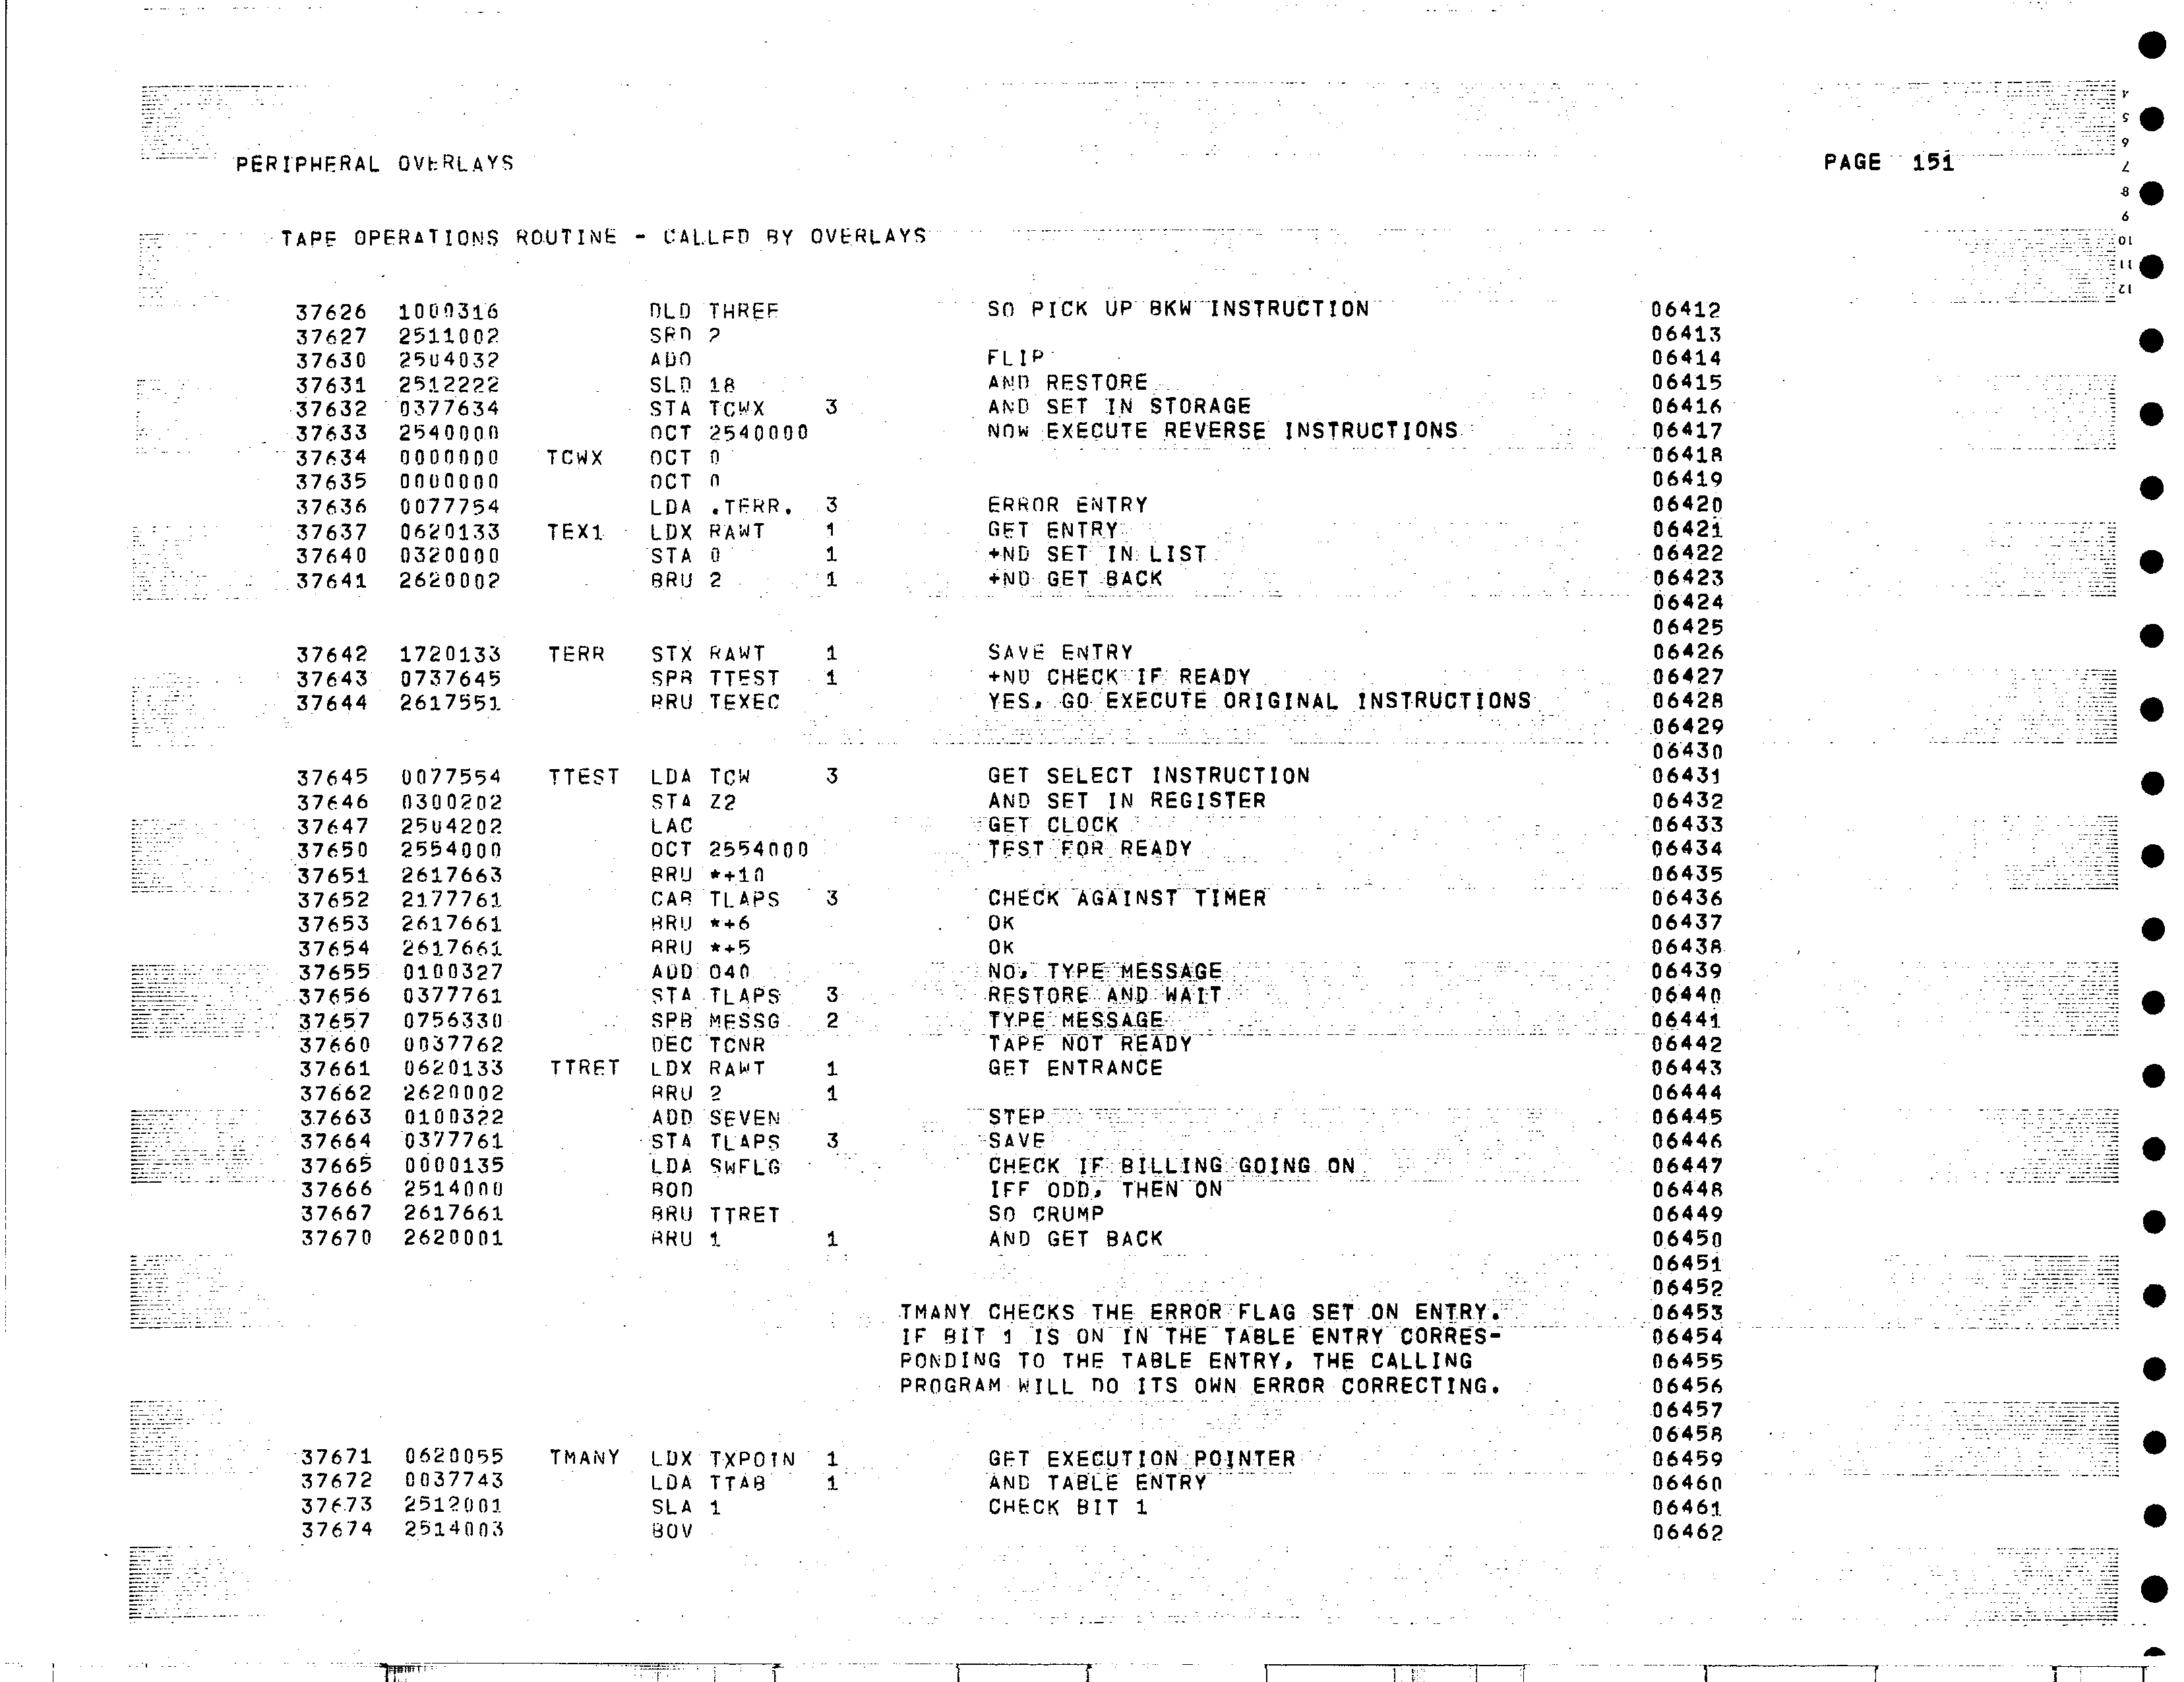 PERIPHERAL OVERLAYS PAGE 151
TAPE OPERATIONS ROUTINE - CALLED BY OVERLAYS
37626 1000316 DLD THREE SO PICK UP BKW INSTRUCTION 06412
37627 2511002 SRD 2 06413
37630 2504032 ADO FLIP 06414
37631 2512222 SLD 18 AND RESTORE 06415
37632 0377634 STA TCWX 3 AND SET IN STORAGE 06416
37633 2540000 OCT 2540000 NOW EXECUTE REVERSE INSTRUCTIONS 06417
37634 0000000 TCWX OCT 0 06418
37635 0000000 OCT 0 06419
37636 0077754 LDA .TERR. 3 ERROR ENTRY 06420
37637 0620133 TEX1 LDX RAWT 1 GET ENTRY 06421
37640 0320000 STA 0 1 +ND SET IN LIST 06422
37641 2620002 BRU 2 1 +ND GET BACK 06423
06424
06425
37642 1720133 TERR STX RAWT 1 SAVE ENTRY 06426
37643 0737645 SPB TTEST 1 +ND CHECK IF READY 06427
37644 2617551 BRU TEXEC YES, GO EXECUTE ORIGINAL INSTRUCTIONS 06428
06429
06430
37645 0077554 TTEST LDA TCW 3 GET SELECT INSTRUCTION 06431
37646 0300202 STA Z2 AND SET IN REGISTER 06432
37647 2504202 LAC GET CLOCK 06433
37650 2554000 OCT 2554000 TEST FOR READY 06434
37651 2617663 BRU *+10 06435
37652 2177761 CAB TLAPS 3 CHECK AGAINST TIMER 06436
37653 2617661 BRU *+6 OK 06437
37654 2617661 BRU *+5 OK 06438
37655 0100327 ADD O40 NO, TYPE MESSAGE 06439
37656 0377761 STA TLAPS 3 RESTORE AND WAIT 06440
37657 0756330 SPB MESSG 2 TYPE MESSAGE 06441
37660 0037762 DEC TCNR TAPE NOT READY 06442
37661 0620133 TTRET LDX RAWT 1 GET ENTRANCE 06443
37662 2620002 BRU 2 1 06444
37663 0100322 ADD SEVEN STEP 06445
37664 0377761 STA TLAPS 3 SAVE 06446
37665 0000135 LDA SWFLG CHECK IF BILLING GOING ON 06447
37666 2514000 BOD IFF ODD, THEN ON 06448
37667 2617661 BRU TTRET SO CRUMP 06449
37670 2620001 BRU 1 1 AND GET BACK 06450
06451
06452
TMANY CHECKS THE ERROR FLAG SET ON ENTRY. 06453
IF BIT 1 IS ON IN THE TABLE ENTRY CORRES- 06454
PONDING TO THE TABLE ENTRY, THE CALLING 06455
PROGRAM WILL DO ITS OWN ERROR CORRECTING. 06456
06457
06458
37671 0620055 TMANY LDX TXPOIN 1 GET EXECUTION POINTER 06459
37672 0037743 LDA TTAB 1 AND TABLE ENTRY 06460
37673 2512001 SLA 1 CHECK BIT 1 06461
37674 2514003 BOV 06462
4
5
6
7
8
9
10
11
12